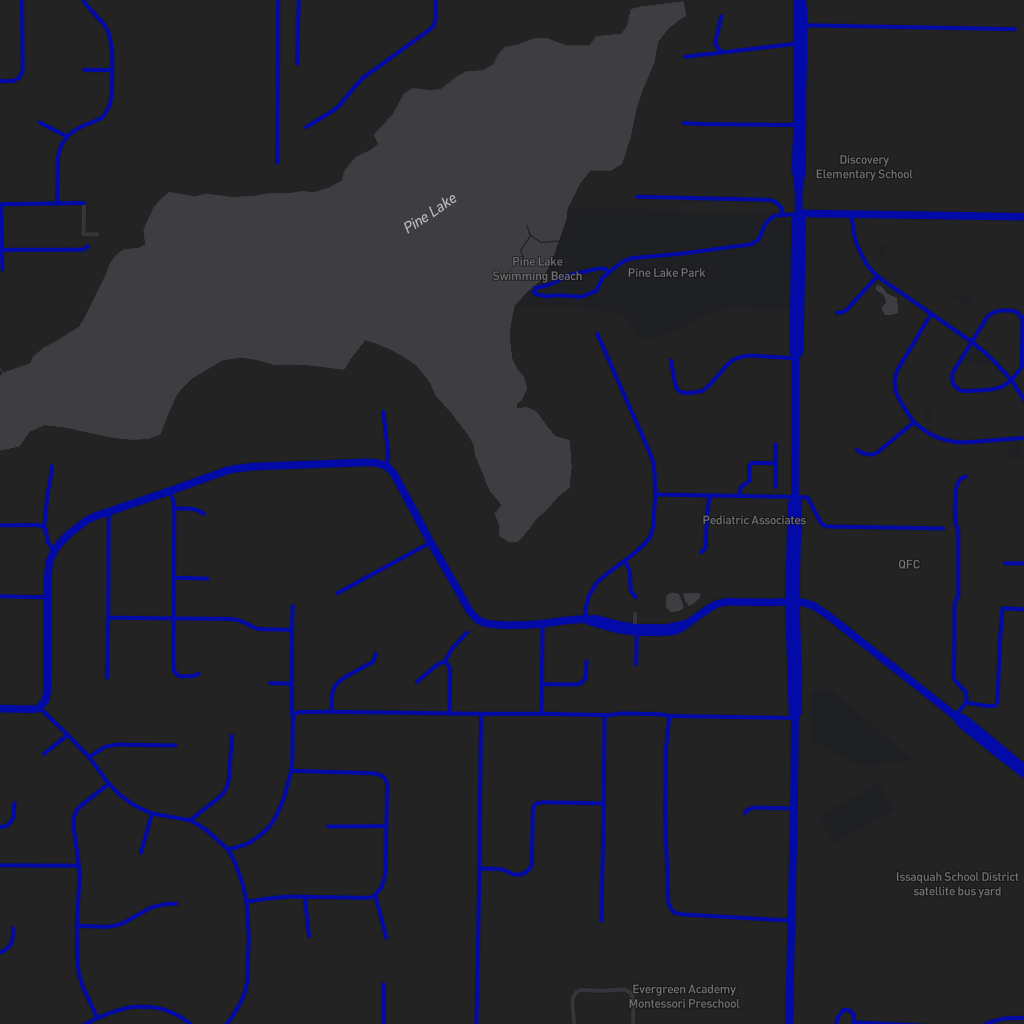 Discovery
Elementary School
Pine Lake
Pine Lake
Swimming Beach
Pine Lake Park
Pediatric Associates
QFC
Issaquah School District
satellite bus yard
Evergreen Academy
Montessori Preschool